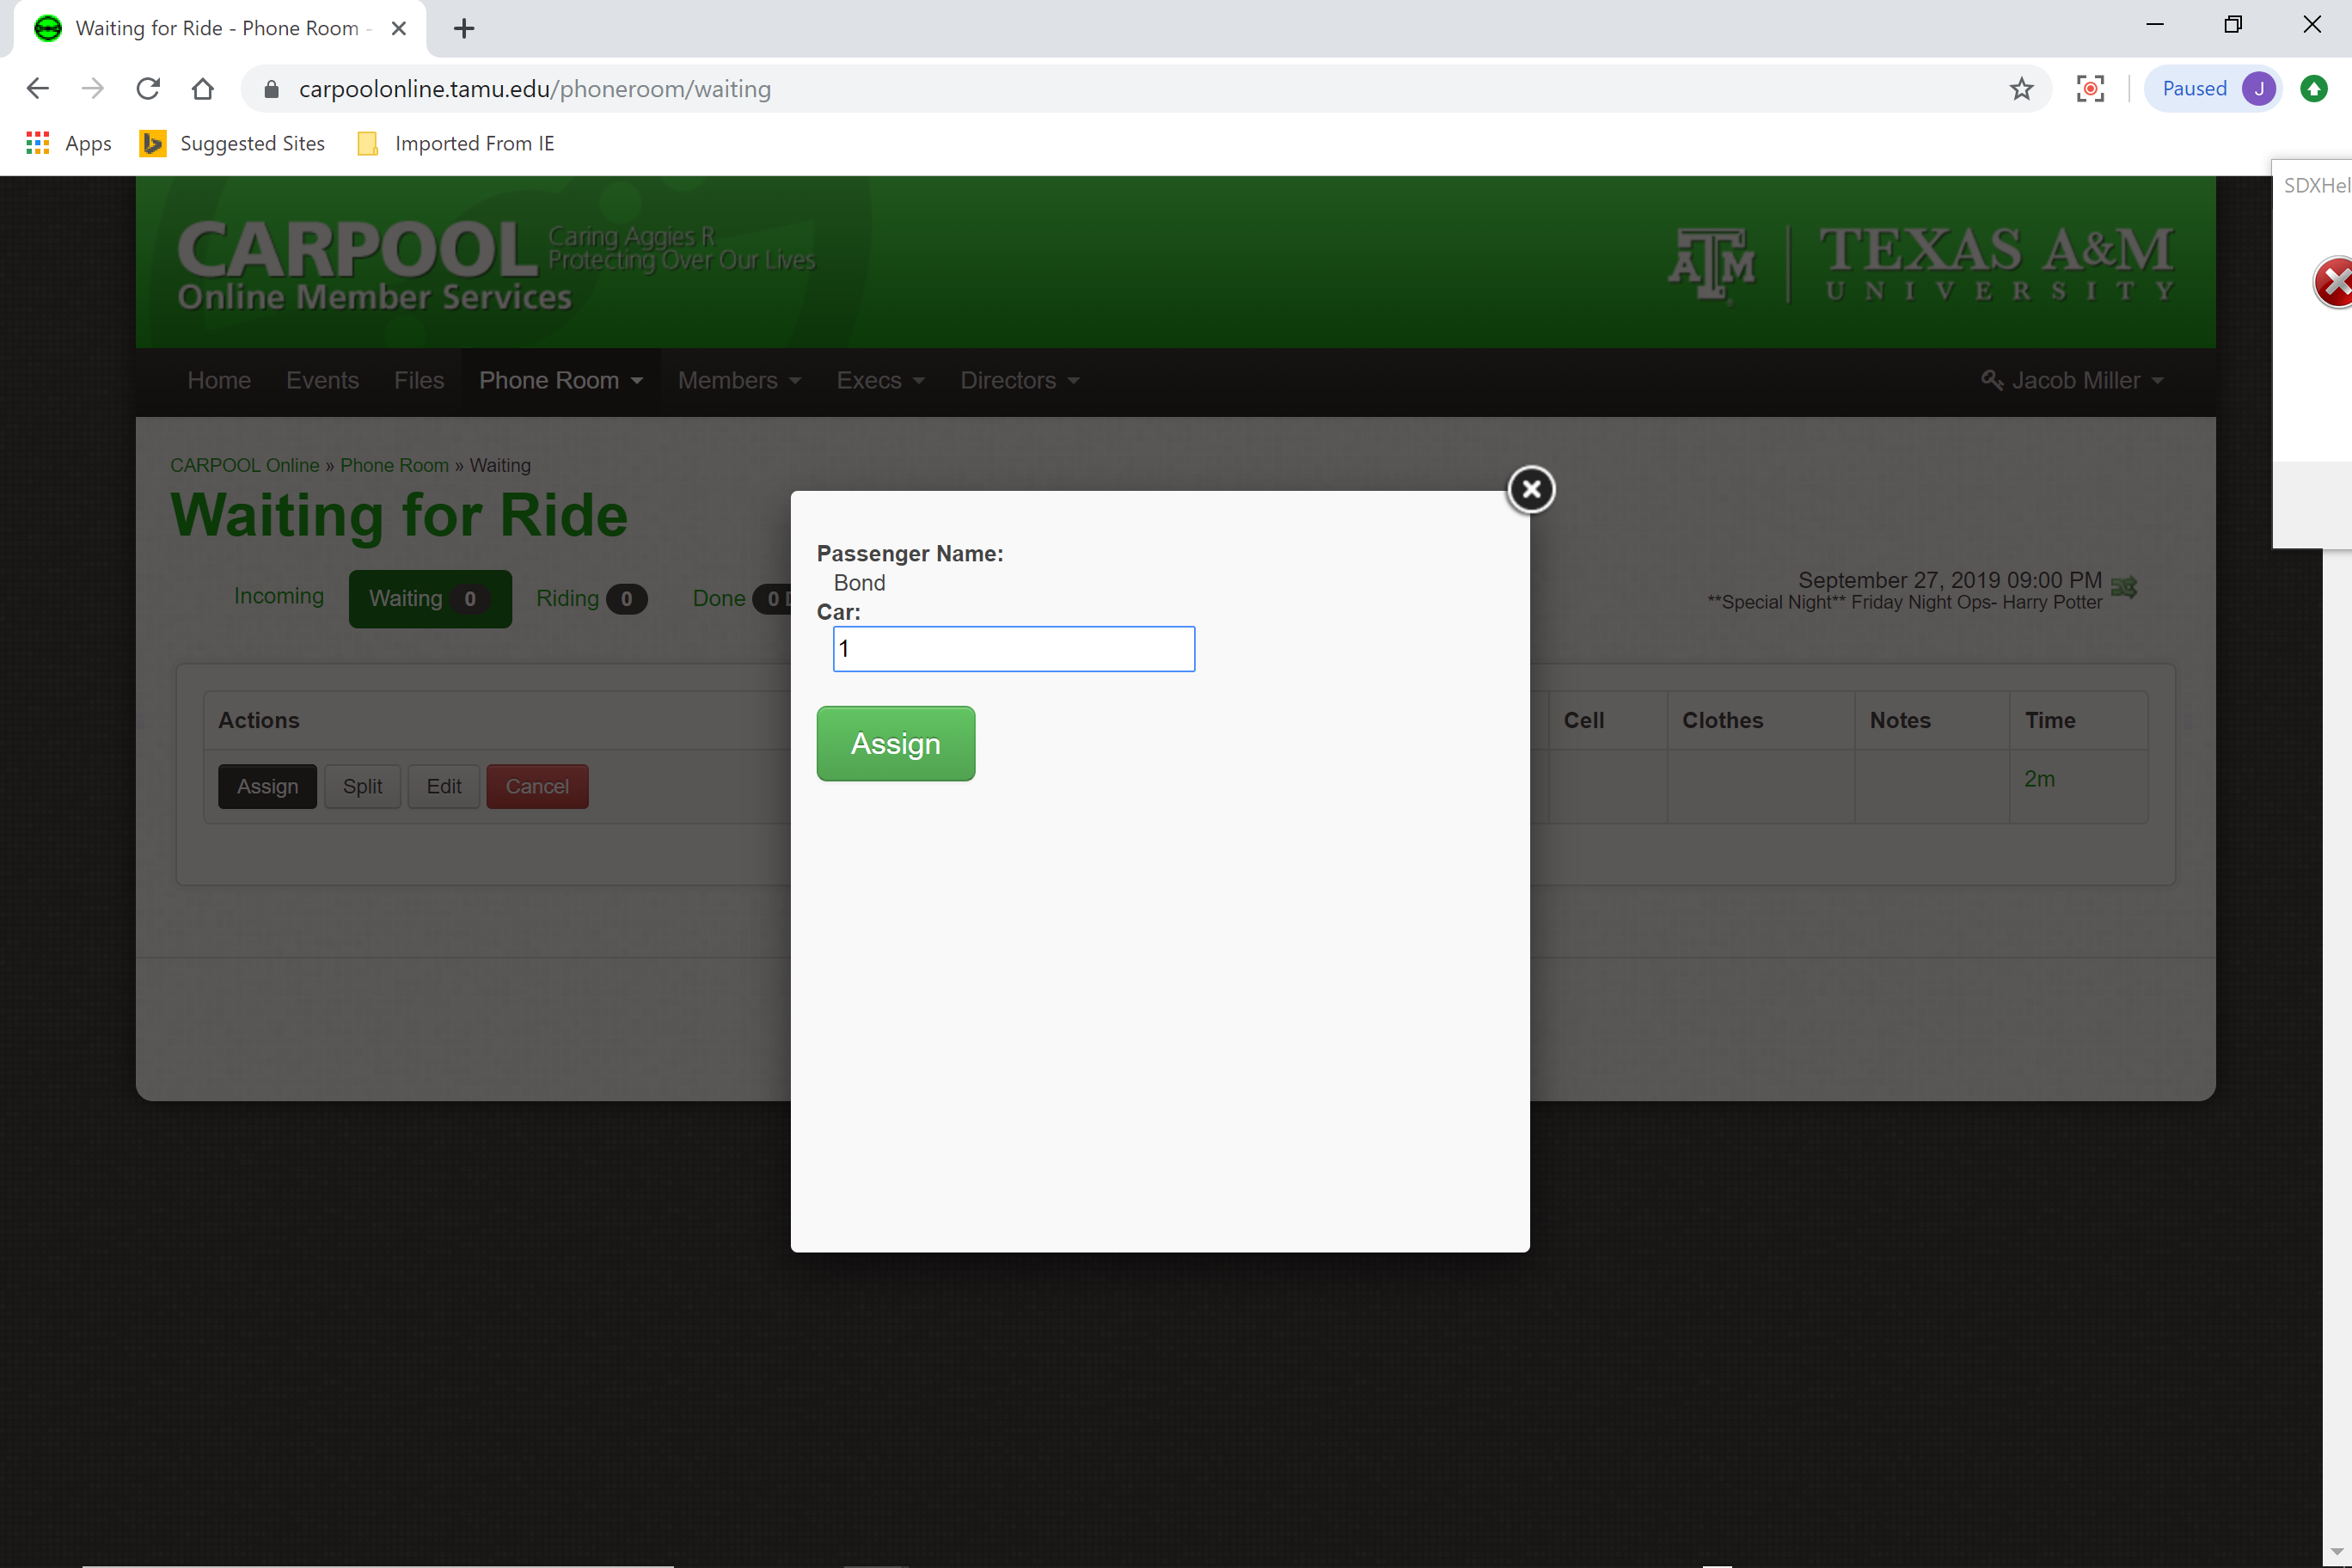 Waiting for Ride - Phone Room -
carpoolonline.tamu.edu/phoneroom/waiting
Paused J
Apps Suggested Sites Imported From IE
SDXHel
CARPOOL Caring Aggies R
Protecting Over Our Lives
Online Member Services
ATM TEXAS A&M
UNIVERSITY
Home Events Files Phone Room Members Execs Directors Jacob Miller
CARPOOL Online » Phone Room » Waiting
Waiting for Ride
Incoming Waiting 0 Riding 0 Done 0
September 27, 2019 09:00 PM
**Special Night** Friday Night Ops- Harry Potter
Passenger Name:
Bond
Car:
1
Assign
Actions Cell Clothes Notes Time
Assign Split Edit Cancel 2m